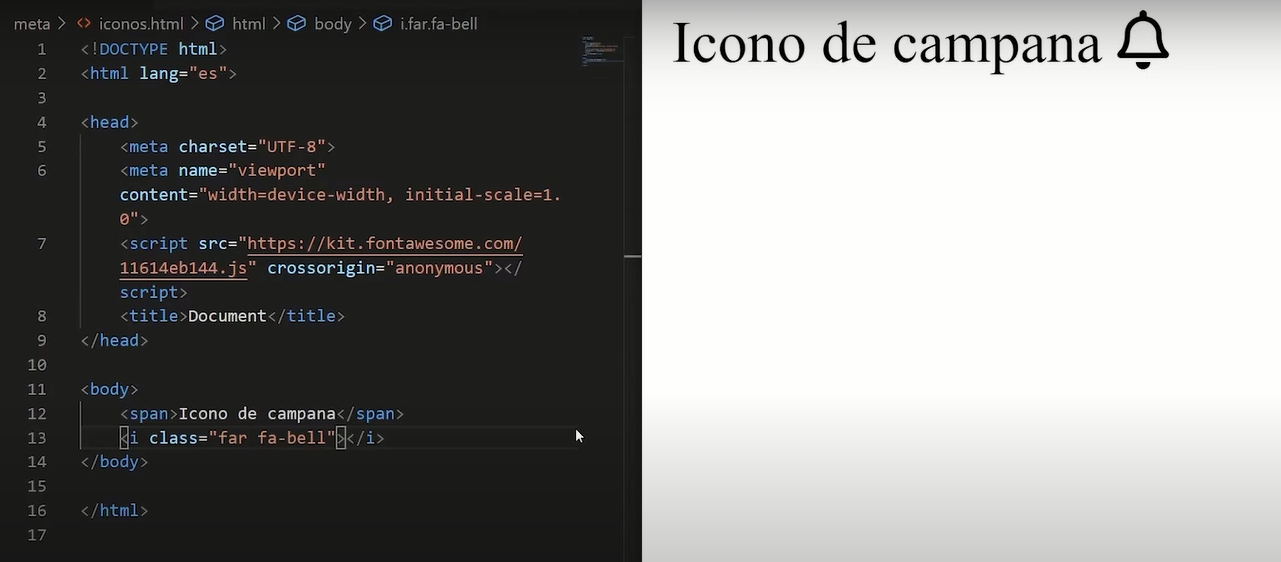 meta > iconos.html > html > body > i.far.fa-bell
1 <!DOCTYPE html>
2 <html lang="es">
3
4 <head>
5 <meta charset="UTF-8">
6 <meta name="viewport"
content="width=device-width, initial-scale=1.
0">
7 <script src="https://kit.fontawesome.com/
11614eb144.js" crossorigin="anonymous"></
script>
8 <title>Document</title>
9 </head>
10
11 <body>
12 <span>Icono de campana</span>
13 <i class="far fa-bell"></i>
14 </body>
15
16 </html>
17
Icono de campana